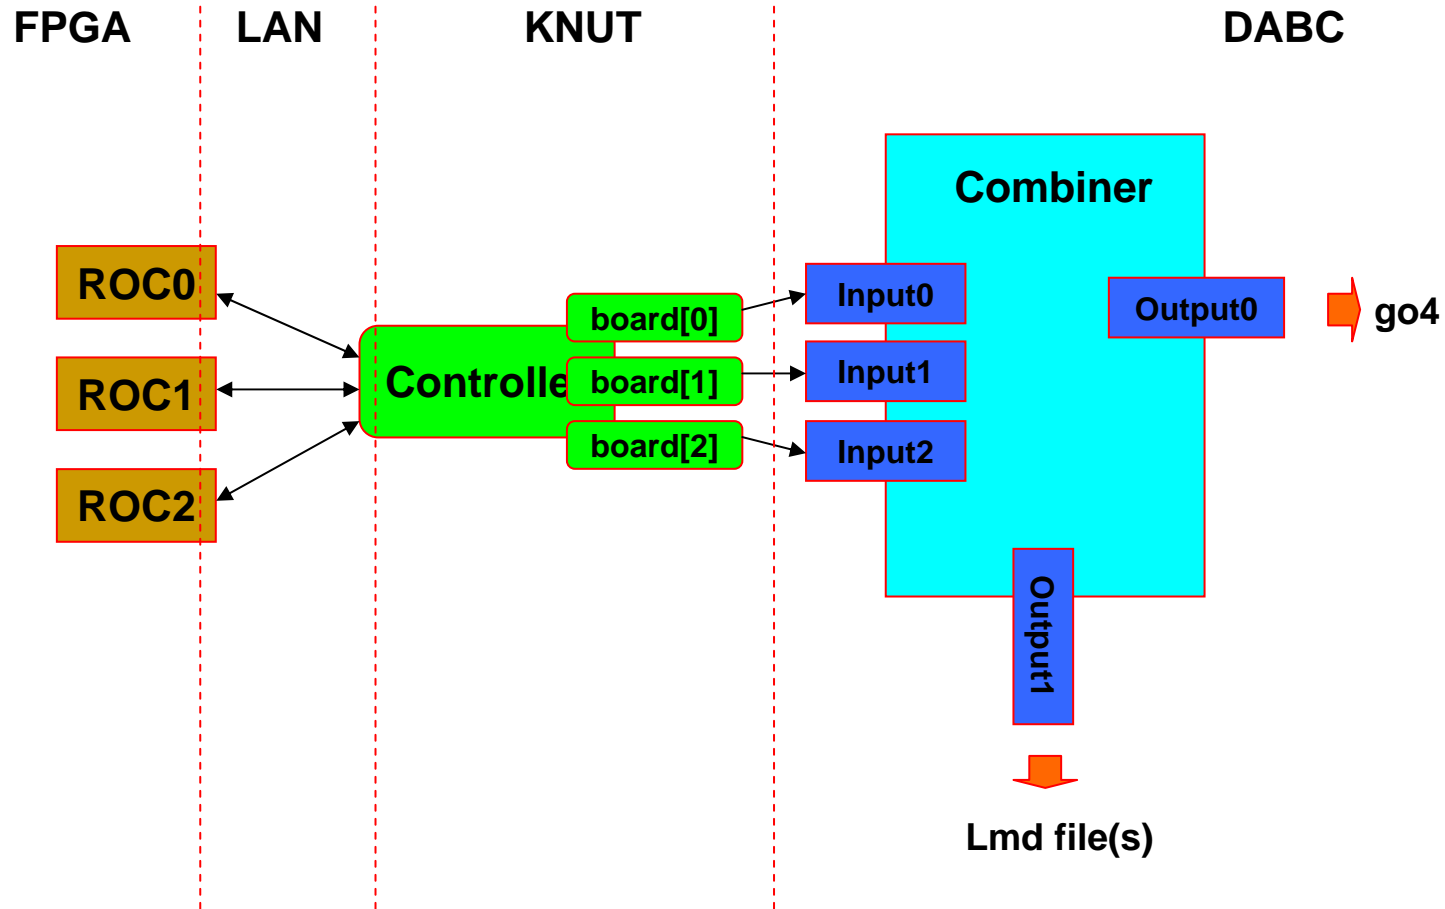 FPGA
LAN
KNUT
DABC
Combiner
ROC0
ROC1
ROC2
Controlle
board[0]
board[1]
board[2]
Input0
Input1
Input2
Output0
go4
Output1
Lmd file(s)